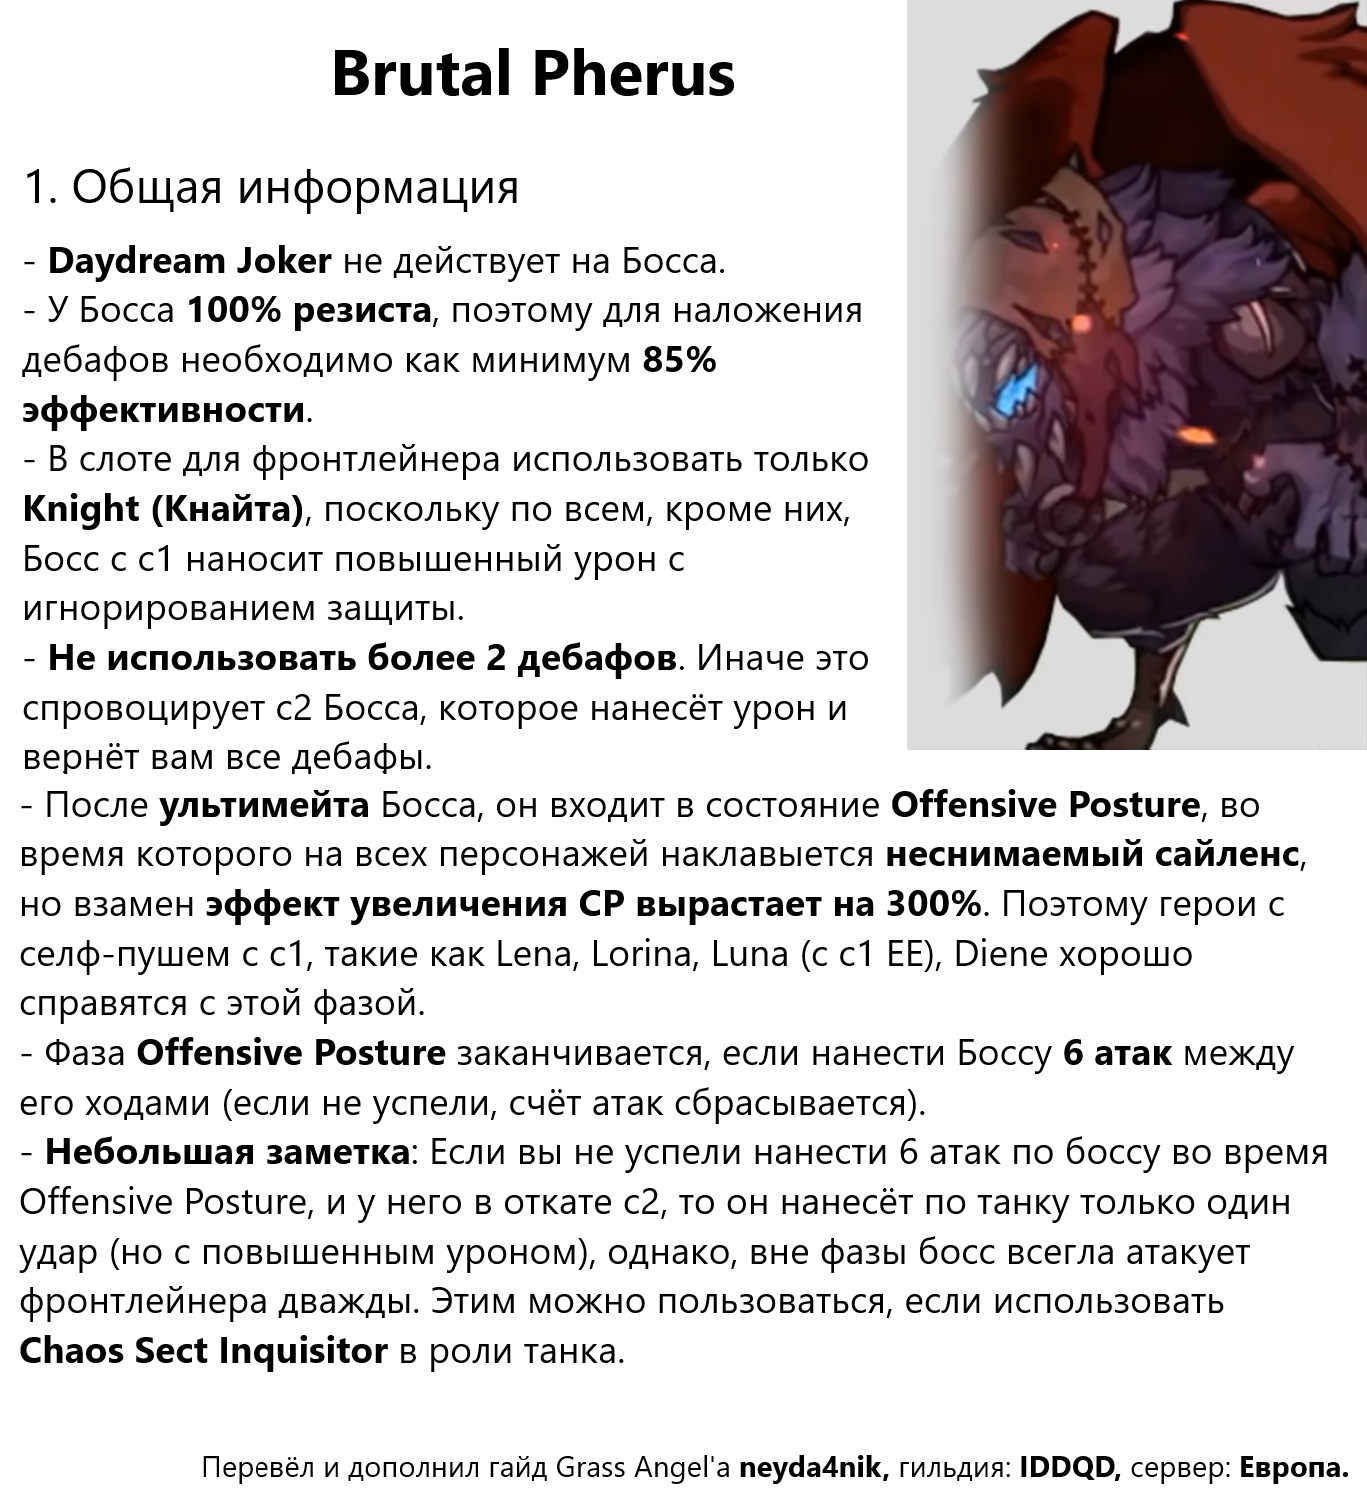 Brutal Pherus
1. Общая информация
- Daydream Joker не действует на Босса.
- У Босса 100% резиста, поэтому для наложения
дебафов необходимо как минимум 85%
эффективности.
- В слоте для фронтлейнера использовать только
Knight (Кнайта), поскольку по всем, кроме них,
Босс с с1 наносит повышенный урон с
игнорированием защиты.
- Не использовать более 2 дебафов. Иначе это
спровоцирует с2 Босса, которое нанесёт урон и
вернёт вам все дебафы.
- После ультимейта Босса, он входит в состояние Offensive Posture, во
время которого на всех персонажей наклавыется неснимаемый сайленс,
но взамен эффект увеличения СР вырастает на 300%. Поэтому герои с
селф-пушем с с1, такие как Lena, Lorina, Luna (с с1 ЕЕ), Diene хорошо
справятся с этой фазой.
- Фаза Offensive Posture заканчивается, если нанести Боссу 6 атак между
его ходами (если не успели, счёт атак сбрасывается).
- Небольшая заметка: Если вы не успели нанести 6 атак по боссу во время
Offensive Posture, и у него в откате с2, то он нанесёт по танку только один
удар (но с повышенным уроном), однако, вне фазы босс всегла атакует
фронтлейнера дважды. Этим можно пользоваться, если использовать
Chaos Sect Inquisitor в роли танка.
Перевёл и дополнил гайд Grass Angel'а neyda4nik, гильдия: IDDQD, сервер: Европа.